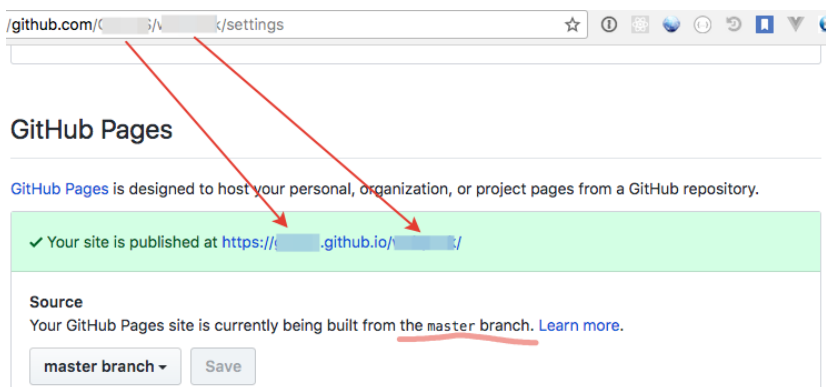 /github.com/ /settings
GitHub Pages
GitHub Pages is designed to host your personal, organization, or project pages from a GitHub repository.
✓ Your site is published at https:// .github.io/ /
Source
Your GitHub Pages site is currently being built from the master branch. Learn more.
master branch Save